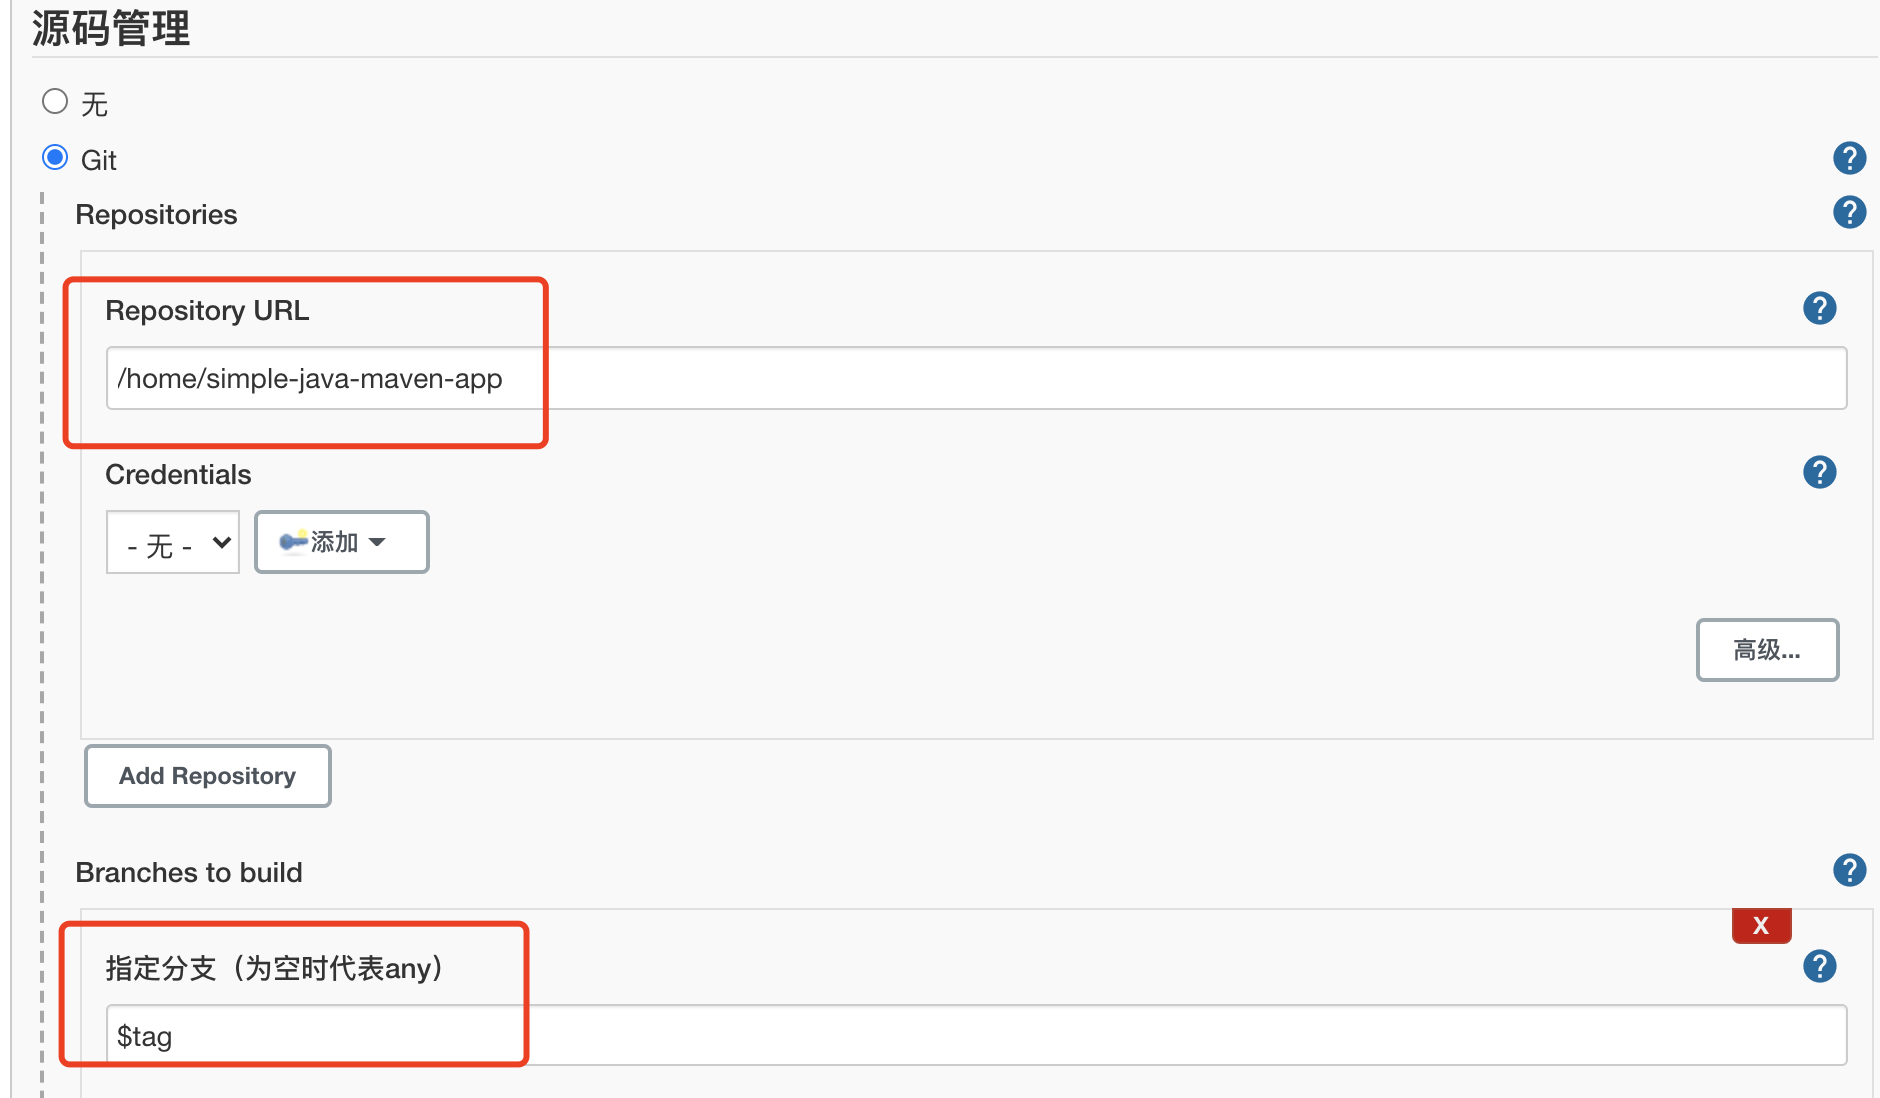 源码管理
无
Git
?
Repositories
?
Repository URL
?
/home/simple-java-maven-app
Credentials
?
- 无 -
添加
高级...
Add Repository
Branches to build
?
X
指定分支（为空时代表any）
?
$tag